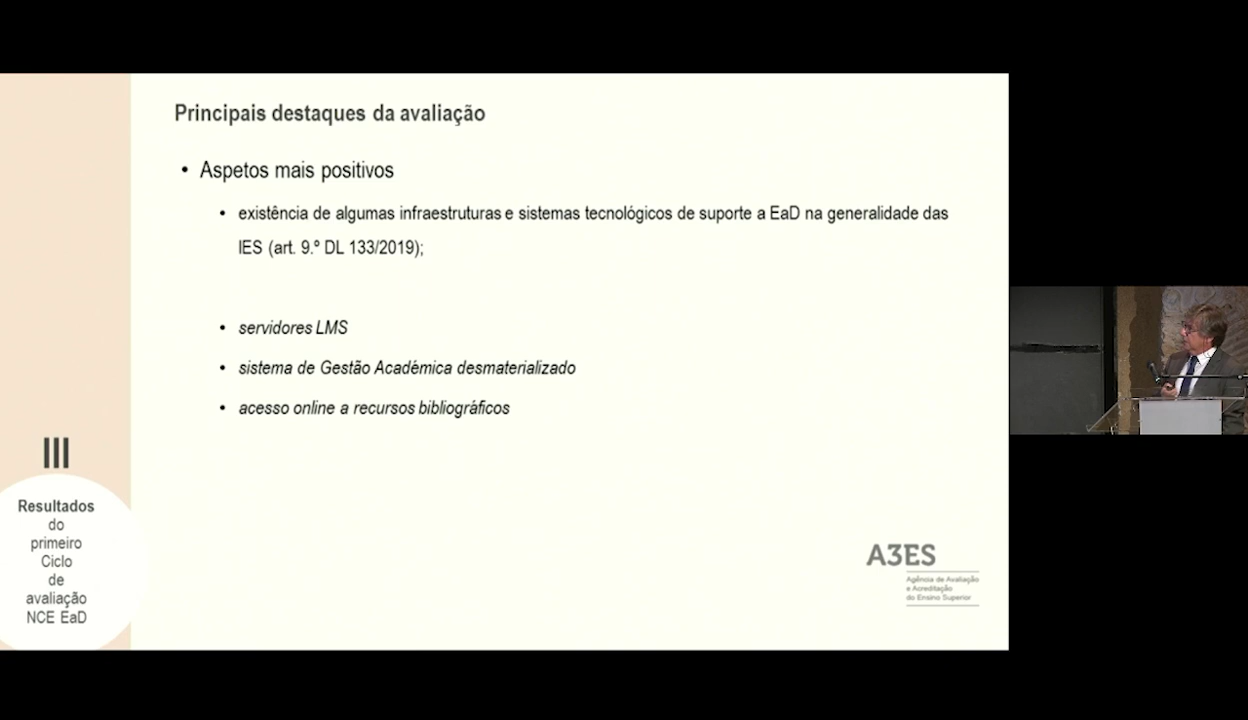 Principais destaques da avaliação
• Aspetos mais positivos
• existência de algumas infraestruturas e sistemas tecnológicos de suporte a EaD na generalidade das
IES (art. 9.º DL 133/2019);
• servidores LMS
• sistema de Gestão Académica desmaterializado
• acesso online a recursos bibliográficos
III
Resultados
do
primeiro
Ciclo
de
avaliação
NCE EaD
A3ES
Agência de Avaliação
e Acreditação
do Ensino Superior